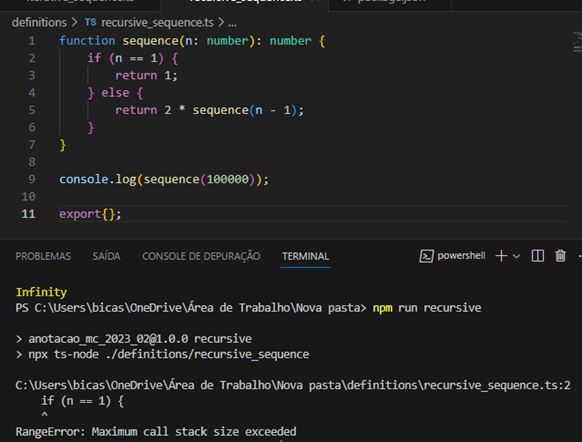 definitions > TS recursive_sequence.ts > ...
1 function sequence(n: number): number {
2 if (n == 1) {
3 return 1;
4 } else {
5 return 2 * sequence(n - 1);
6 }
7 }
8
9 console.log(sequence(100000));
10
11 export{};
PROBLEMAS SAÍDA CONSOLE DE DEPURAÇÃO TERMINAL powershell
Infinity
PS C:\Users\bicas\OneDrive\Área de Trabalho\Nova pasta> npm run recursive
> anotacao_mc_2023_02@1.0.0 recursive
> npx ts-node ./definitions/recursive_sequence
C:\Users\bicas\OneDrive\Área de Trabalho\Nova pasta\definitions\recursive_sequence.ts:2
if (n == 1) {
^
RangeError: Maximum call stack size exceeded